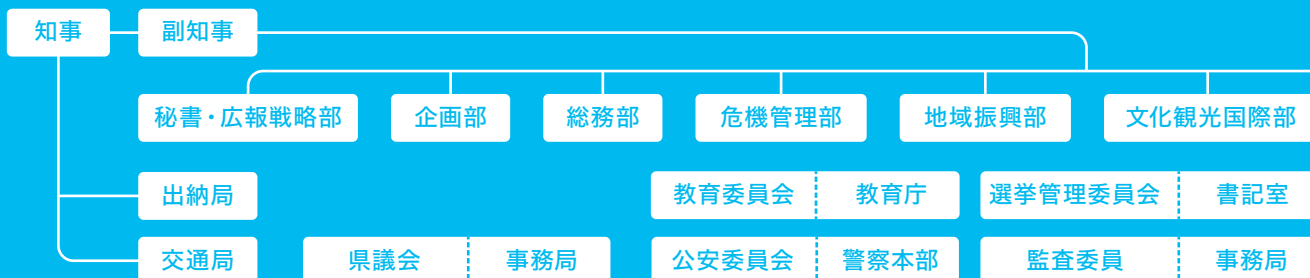 知事 副知事
秘書・広報戦略部 企画部 総務部 危機管理部 地域振興部 文化観光国際部
出納局 教育委員会 教育庁 選挙管理委員会 書記室
交通局 県議会 事務局 公安委員会 警察本部 監査委員 事務局